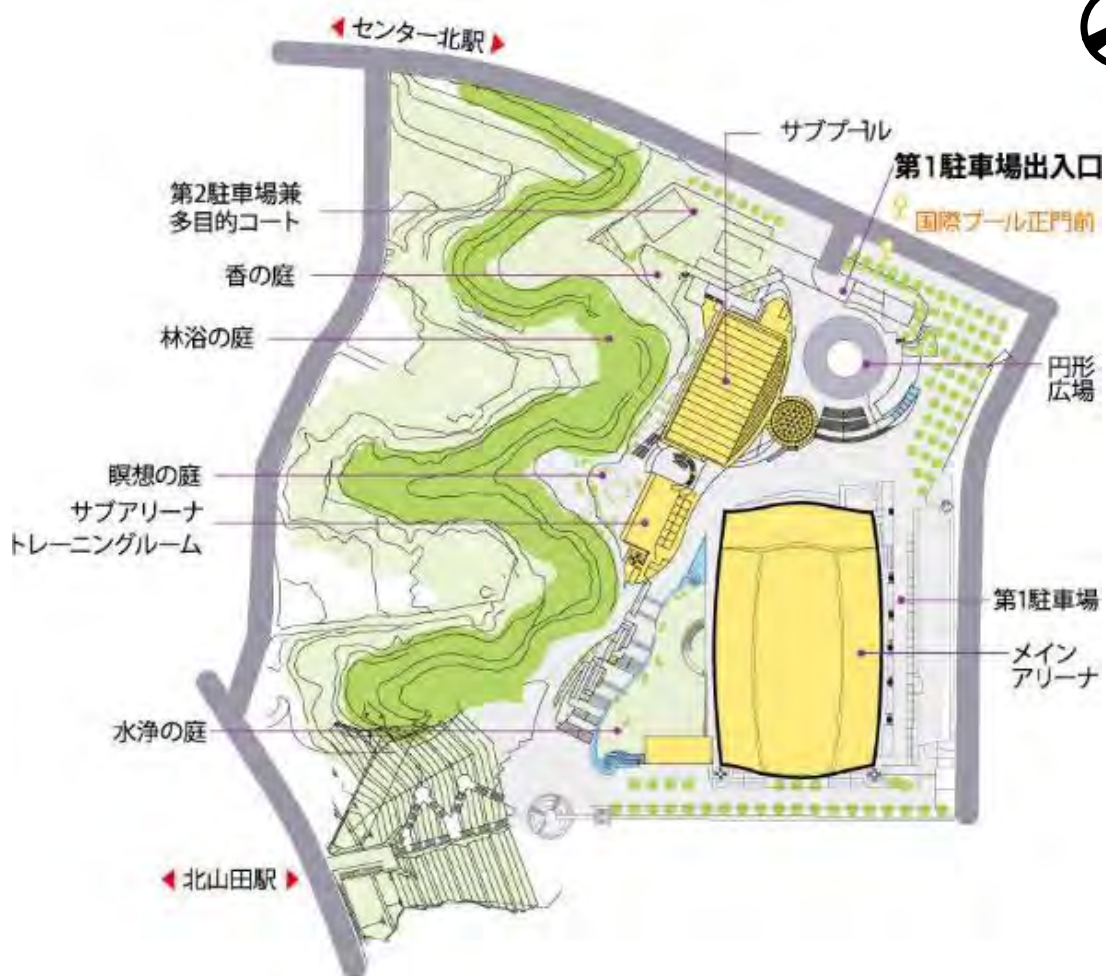 センター北駅
サブプール
第1駐車場出入口
国際プール正門前
第2駐車場兼
多目的コート
香の庭
林浴の庭
円形
広場
瞑想の庭
サブアリーナ
トレーニングルーム
第1駐車場
メイン
アリーナ
水浄の庭
北山田駅